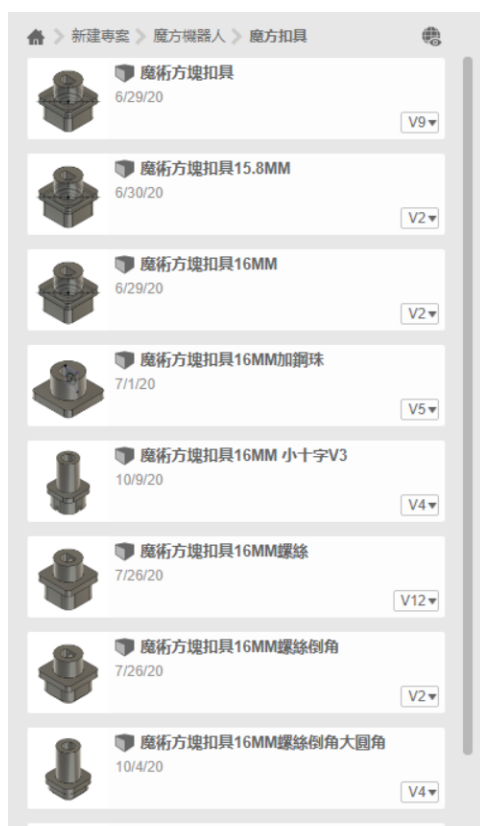 新建專案 魔方機器人 魔方扣具
魔術方塊扣具
6/29/20
V9
魔術方塊扣具15.8MM
6/30/20
V2
魔術方塊扣具16MM
6/29/20
V2
魔術方塊扣具16MM加鋼珠
7/1/20
V5
魔術方塊扣具16MM 小十字V3
10/9/20
V4
魔術方塊扣具16MM螺絲
7/26/20
V12
魔術方塊扣具16MM螺絲倒角
7/26/20
V2
魔術方塊扣具16MM螺絲倒角大圓角
10/4/20
V4